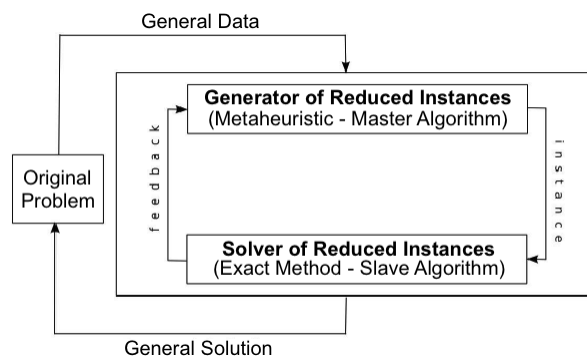 General Data
Generator of Reduced Instances
(Metaheuristic - Master Algorithm)
feedback
instance
Original
Problem
Solver of Reduced Instances
(Exact Method - Slave Algorithm)
General Solution